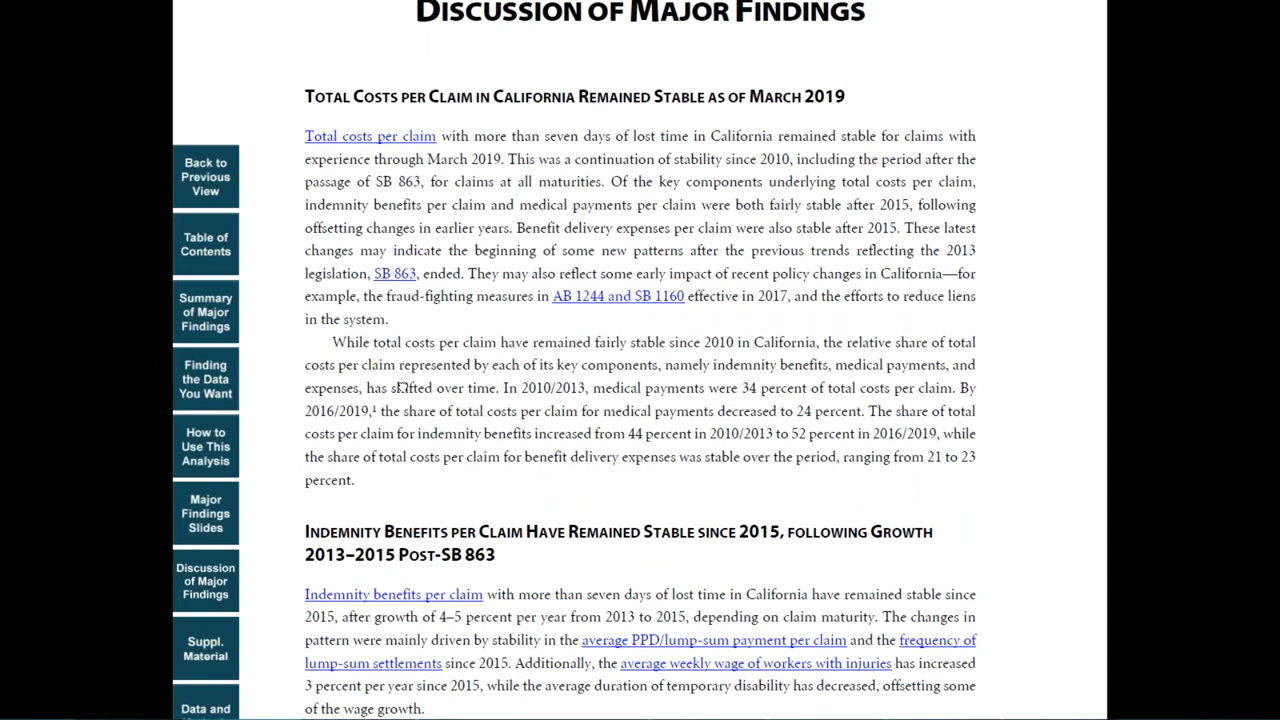 DISCUSSION OF MAJOR FINDINGS
TOTAL COSTS PER CLAIM IN CALIFORNIA REMAINED STABLE AS OF MARCH 2019
Total costs per claim with more than seven days of lost time in California remained stable for claims with
experience through March 2019. This was a continuation of stability since 2010, including the period after the
passage of SB 863, for claims at all maturities. Of the key components underlying total costs per claim,
indemnity benefits per claim and medical payments per claim were both fairly stable after 2015, following
offsetting changes in earlier years. Benefit delivery expenses per claim were also stable after 2015. These latest
changes may indicate the beginning of some new patterns after the previous trends reflecting the 2013
legislation, SB 863, ended. They may also reflect some early impact of recent policy changes in California—for
example, the fraud-fighting measures in AB 1244 and SB 1160 effective in 2017, and the efforts to reduce liens
in the system.
While total costs per claim have remained fairly stable since 2010 in California, the relative share of total
costs per claim represented by each of its key components, namely indemnity benefits, medical payments, and
expenses, has shifted over time. In 2010/2013, medical payments were 34 percent of total costs per claim. By
2016/2019,¹ the share of total costs per claim for medical payments decreased to 24 percent. The share of total
costs per claim for indemnity benefits increased from 44 percent in 2010/2013 to 52 percent in 2016/2019, while
the share of total costs per claim for benefit delivery expenses was stable over the period, ranging from 21 to 23
percent.
INDEMNITY BENEFITS PER CLAIM HAVE REMAINED STABLE SINCE 2015, FOLLOWING GROWTH
2013–2015 POST-SB 863
Indemnity benefits per claim with more than seven days of lost time in California have remained stable since
2015, after growth of 4–5 percent per year from 2013 to 2015, depending on claim maturity. The changes in
pattern were mainly driven by stability in the average PPD/lump-sum payment per claim and the frequency of
lump-sum settlements since 2015. Additionally, the average weekly wage of workers with injuries has increased
3 percent per year since 2015, while the average duration of temporary disability has decreased, offsetting some
of the wage growth.
Back to
Previous
View
Table of
Contents
Summary
of Major
Findings
Finding
the Data
You Want
How to
Use This
Analysis
Major
Findings
Slides
Discussion
of Major
Findings
Suppl.
Material
Data and